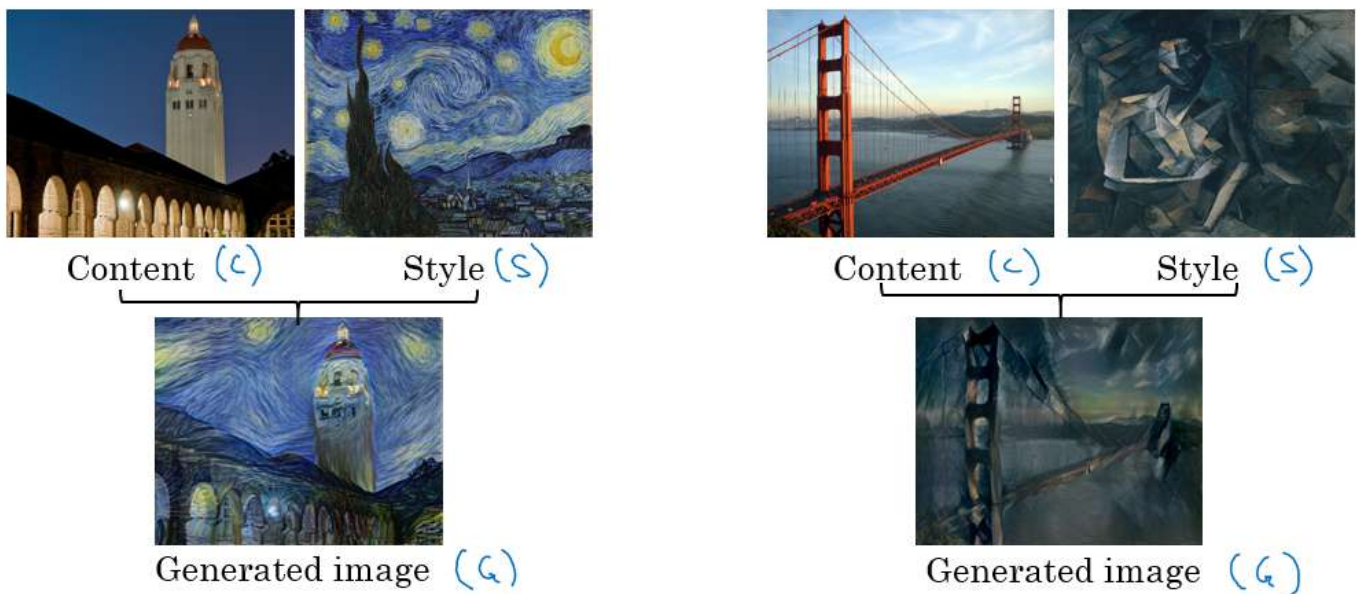 Content (C) Style (S) Content (C) Style (S)
Generated image (G) Generated image (G)